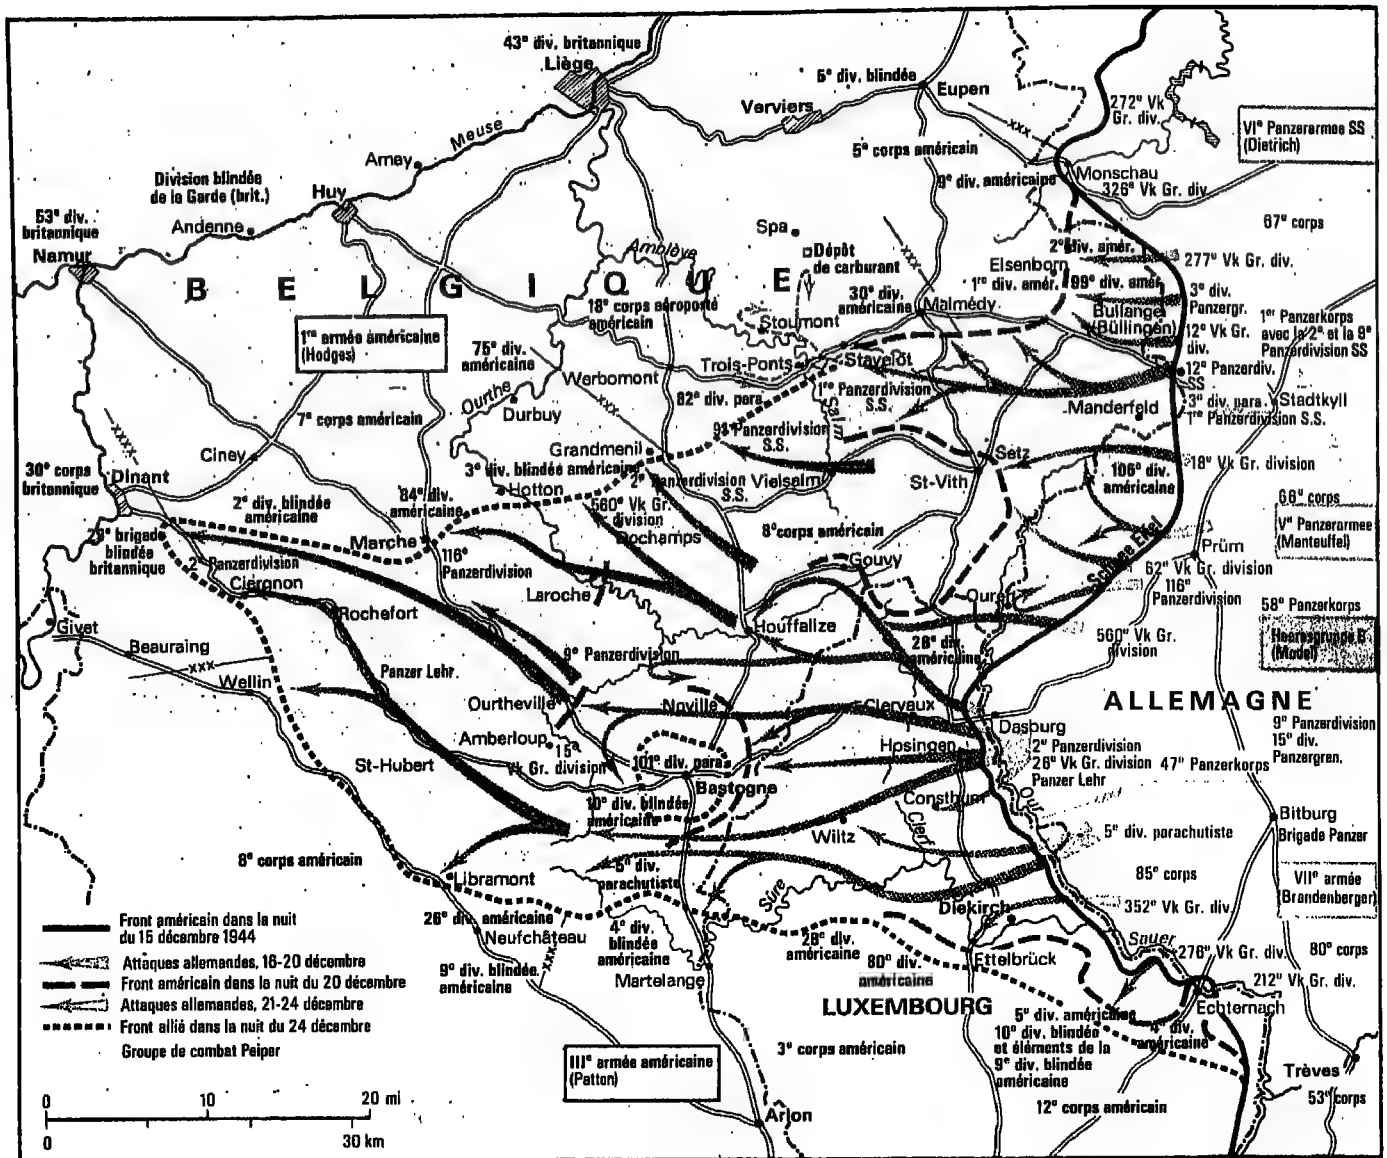 43e div. britannique
Liège
6e div. blindée
Eupen
Verviers
272e Vk
Gr. div.
VIe Panzerarmee SS
(Dietrich)
Meuse
Amay
5e corps américain
xxx
Monschau
9e div. américaine
326e Vk Gr. div.
Division blindée
de la Garde (brit.)
Huy
Andenne
53e div.
britannique
Namur
67e corps
Spa
Dépôt
de carburant
Amblève
xxx
2e div. amér.
Elsenborn
1re div. amér.
99e div. amér.
277e Vk Gr. div.
BELGIQUE
18e corps aéroporté
américain
30e div.
américaine
Malmédy
Bullange
(Büllingen)
3e div.
Panzergr.
12e Vk Gr.
div.
1er Panzerkorps
avec la 2e et la 9e
Panzerdivision SS
1re armée américaine
(Hodges)
Stoumont
75e div.
américaine
Trois-Ponts
Stavelot
12e Panzerdiv.
SS
Werbomont
Ourthe
Durbuy
xxx
82e div. para
1re Panzerdivision
S.S.
Salm
Manderfeld
3e div. para
Stadtkyll
1re Panzerdivision S.S.
7e corps américain
xxxx
9e Panzerdivision
S.S.
Grandmenil
Ciney
3e div. blindée américaine
Setz
18e Vk Gr. division
30e corps
britannique
Dinant
Hotton
2e Panzerdivision
S.S.
Vielsalm
St-Vith
106e div.
américaine
2e div. blindée
américaine
84e div.
américaine
560e Vk Gr.
division
Dochamps
8e corps américain
66e corps
Ve Panzerarmee
(Manteuffel)
Schnee Eifel
Prüm
29e brigade
blindée
britannique
Marche
116e
Panzerdivision
Gouvy
62e Vk Gr. division
116e
Panzerdivision
2e Panzerdivision
Ciergnon
Laroche
Ouren
Rochefort
58e Panzerkorps
Heeresgruppe B
(Model)
Givet
Houffalize
Beauraing
xxx
28e div.
américaine
560e Vk Gr.
division
9e Panzerdivision
Panzer Lehr
Wellin
Ourtheville
Noville
Clervaux
ALLEMAGNE
Dasburg
9e Panzerdivision
15e div.
Panzergren.
Amberloup
15e
Vk Gr. division
Hosingen
2e Panzerdivision
26e Vk Gr. division
Panzer Lehr
47e Panzerkorps
St-Hubert
101e div. para
Bastogne
Consthum
Our
Clerf
10e div. blindée
américaine
Wiltz
5e div. parachutiste
Bitburg
Brigade Panzer
8e corps américain
5e div.
parachutiste
85e corps
VIIe armée
(Brandenberger)
Libramont
Sûre
Diekirch
352e Vk Gr. div.
26e div. américaine
Neufchâteau
4e div.
blindée
américaine
28e div.
américaine
Sauer
276e Vk Gr. div.
80e corps
xxx
9e div. blindée
américaine
Martelange
80e div.
américaine
Ettelbrück
212e Vk Gr. div.
LUXEMBOURG
Echternach
5e div. américaine
10e div. blindée
et éléments de la
9e div. blindée
américaine
4e div.
américaine
IIIe armée américaine
(Patton)
3e corps américain
Trèves
53e corps
12e corps américain
Arlon
Front américain dans la nuit
du 15 décembre 1944
Attaques allemandes, 16-20 décembre
Front américain dans la nuit du 20 décembre
Attaques allemandes, 21-24 décembre
Front allié dans la nuit du 24 décembre
Groupe de combat Peiper
0 10 20 mi
0 30 km